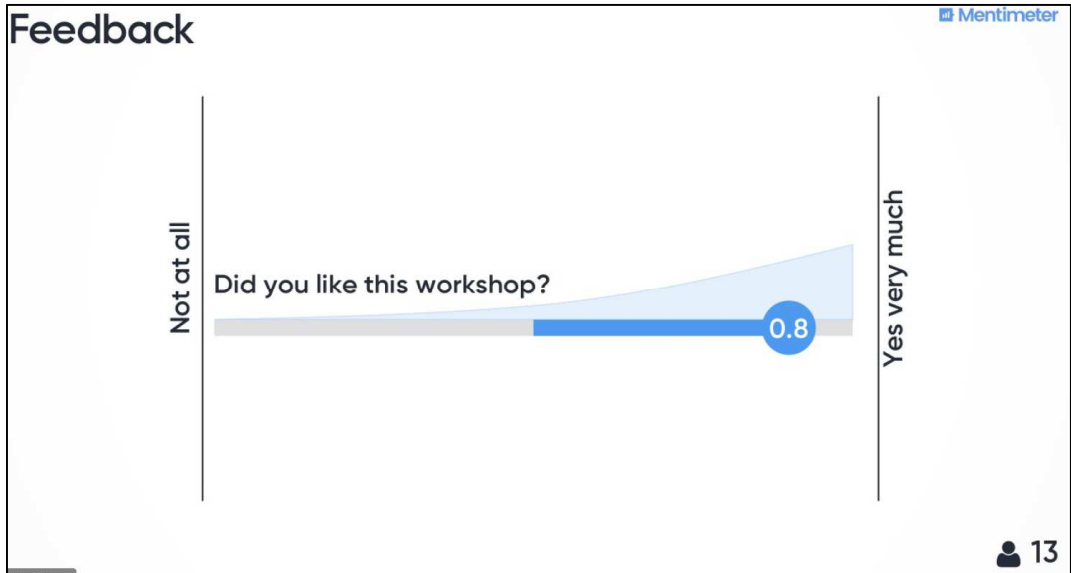 Feedback
Mentimeter
Not at all
Did you like this workshop?
0.8
Yes very much
13